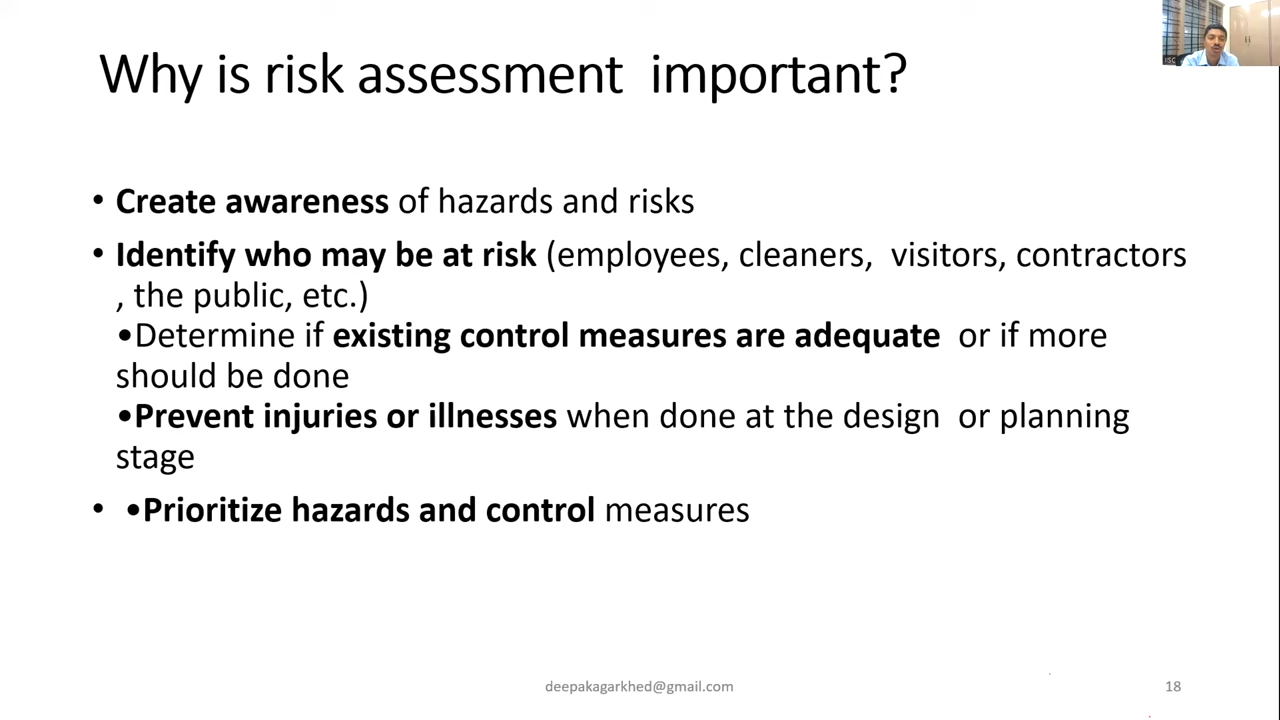 Why is risk assessment  important?
• Create awareness of hazards and risks
• Identify who may be at risk (employees, cleaners,  visitors, contractors
, the public, etc.)
•Determine if existing control measures are adequate  or if more
should be done
•Prevent injuries or illnesses when done at the design  or planning
stage
• •Prioritize hazards and control measures
deepakagarkhed@gmail.com
18